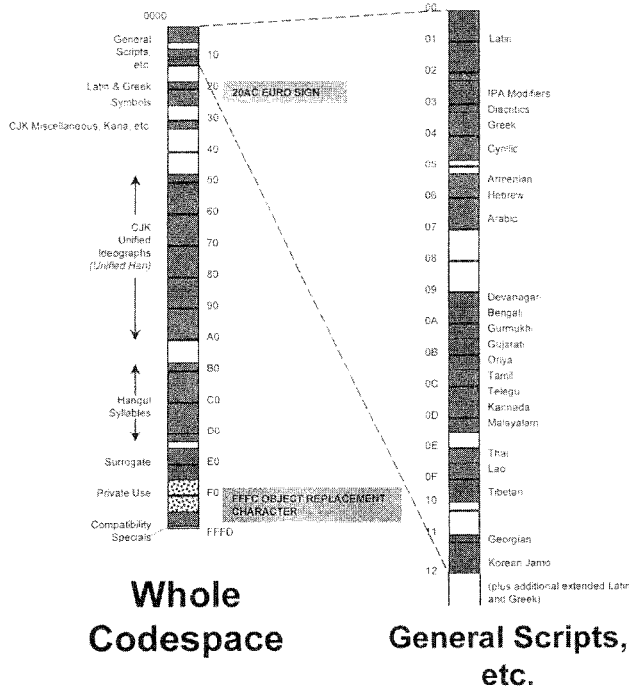 0000
General
Scripts,
etc.
10
Latin & Greek
20
20AC EURO SIGN
Symbols
30
CJK Miscellaneous, Kana, etc.
40
50
CJK
Unified
Ideographs
(Unified Han)
60
70
80
90
A0
B0
Hangul
Syllables
C0
D0
Surrogate
E0
Private Use
F0
FFFC OBJECT REPLACEMENT
CHARACTER
Compatibility
Specials
FFFD
Whole
Codespace
00
01
Latin
02
IPA Modifiers
03
Diacritics
Greek
04
Cyrillic
05
Armenian
06
Hebrew
Arabic
07
08
09
Devanagari
Bengali
0A
Gurmukhi
Gujarati
0B
Oriya
Tamil
0C
Telegu
Kannada
0D
Malayalam
0E
Thai
Lao
0F
Tibetan
10
11
Georgian
Korean Jamo
12
(plus additional extended Latin
and Greek)
General Scripts,
etc.